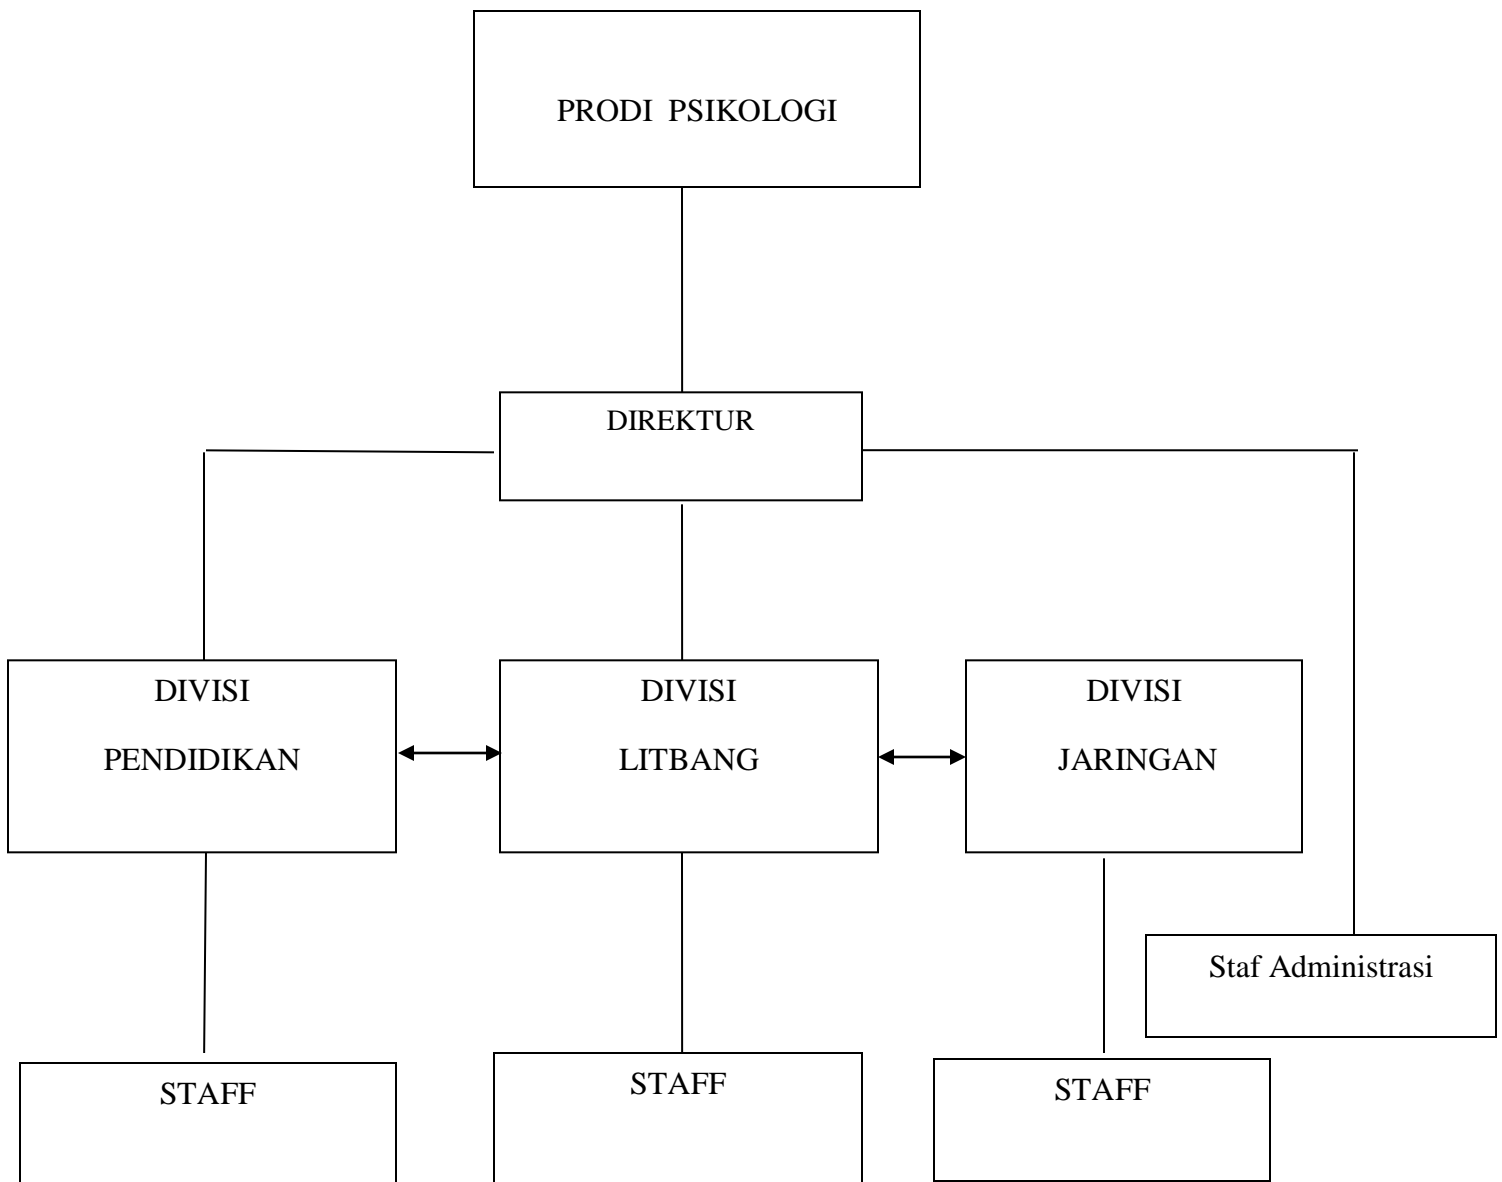 PRODI PSIKOLOGI
DIREKTUR
DIVISI
PENDIDIKAN
DIVISI
LITBANG
DIVISI
JARINGAN
Staf Administrasi
STAFF
STAFF
STAFF